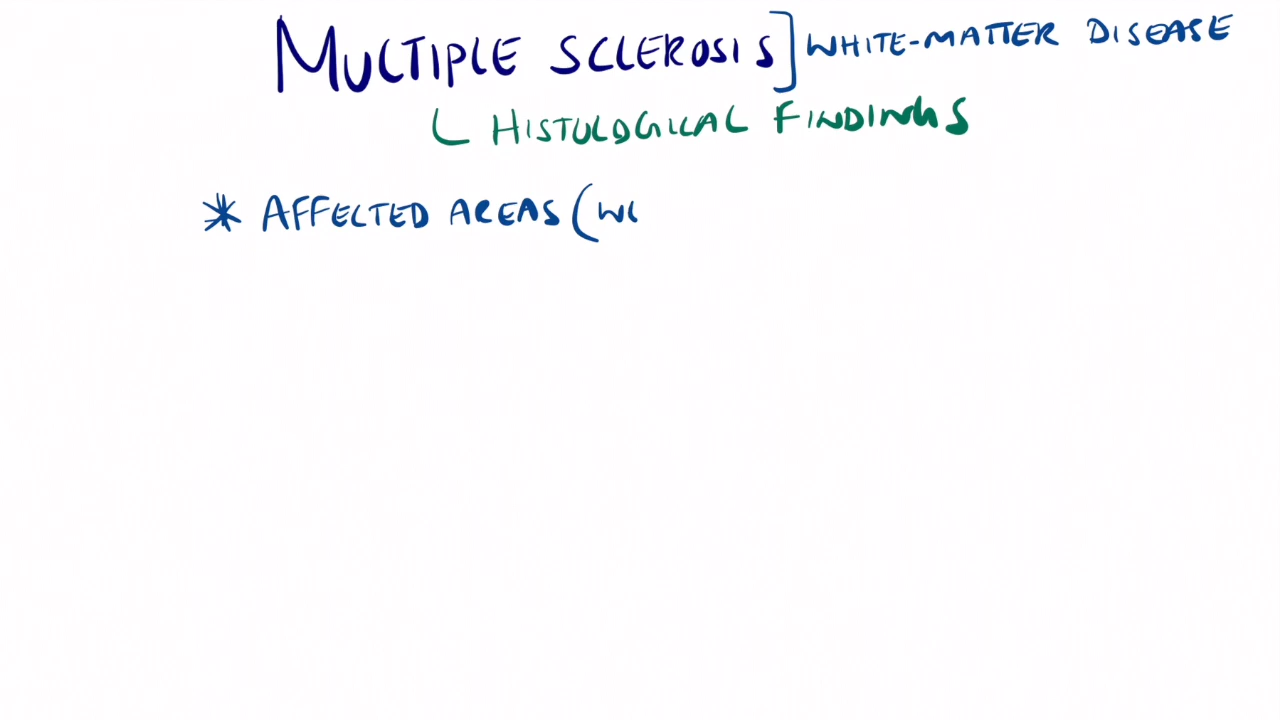 MULTIPLE SCLEROSIS] WHITE-MATTER DISEASE
HISTOLOGICAL FINDINGS
* AFFECTED AREAS (